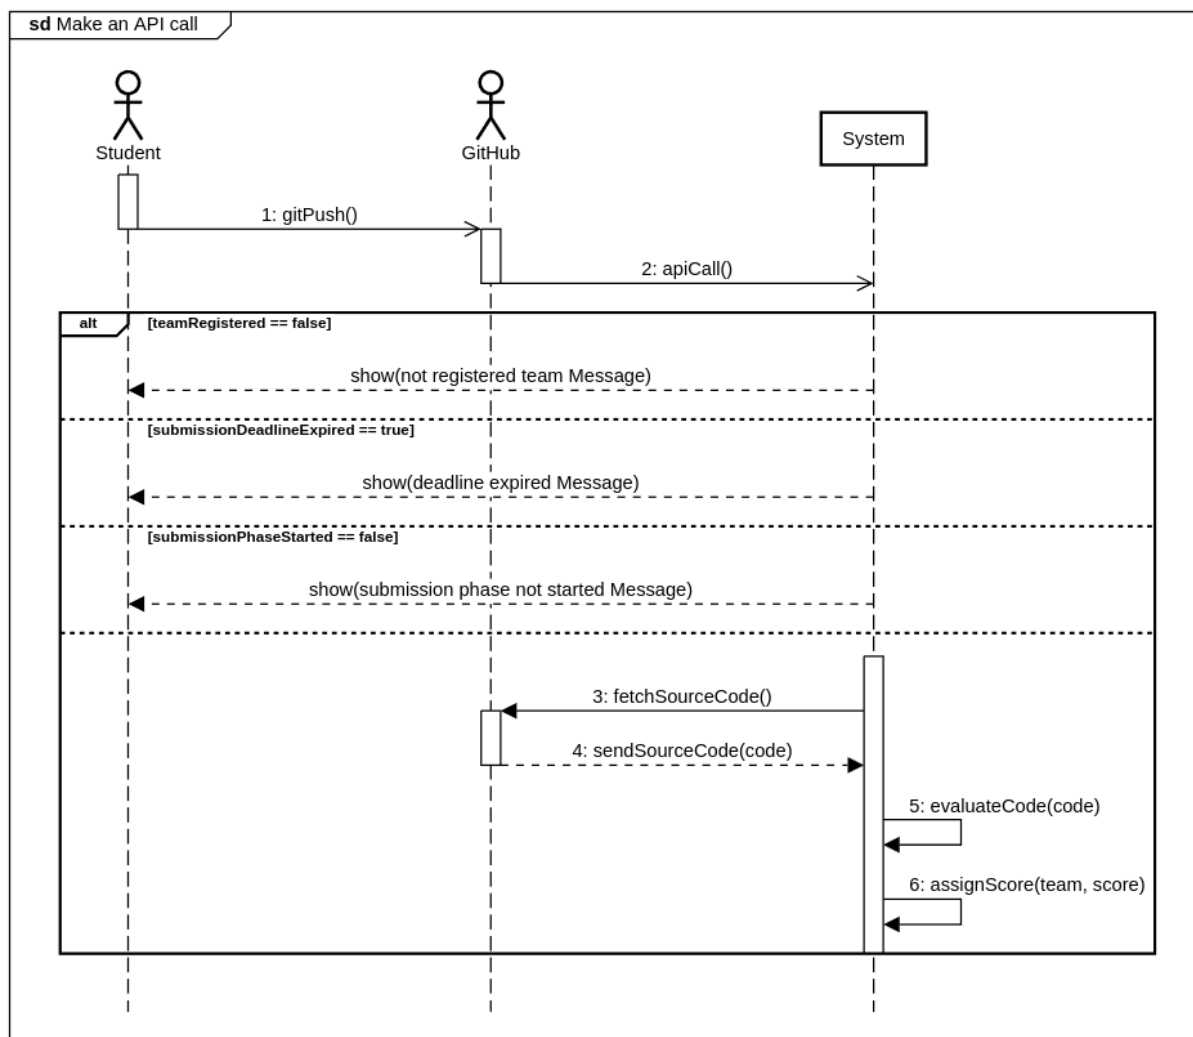 sd Make an API call
Student
GitHub
System
1: gitPush()
2: apiCall()
alt
[teamRegistered == false]
show(not registered team Message)
[submissionDeadlineExpired == true]
show(deadline expired Message)
[submissionPhaseStarted == false]
show(submission phase not started Message)
3: fetchSourceCode()
4: sendSourceCode(code)
5: evaluateCode(code)
6: assignScore(team, score)